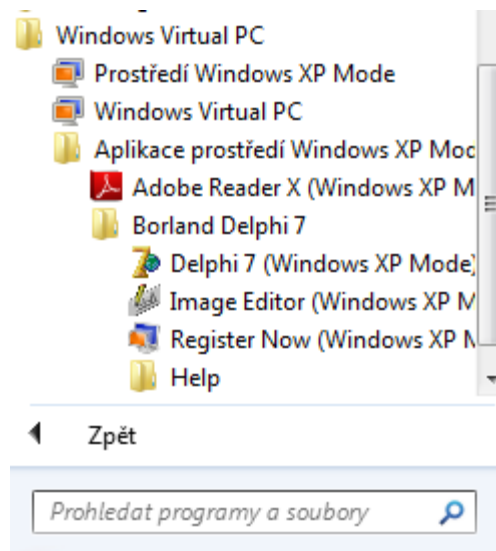 Windows Virtual PC
Prostředí Windows XP Mode
Windows Virtual PC
Aplikace prostředí Windows XP Mod
Adobe Reader X (Windows XP M
Borland Delphi 7
Delphi 7 (Windows XP Mode)
Image Editor (Windows XP M
Register Now (Windows XP M
Help
Zpět
Prohledat programy a soubory